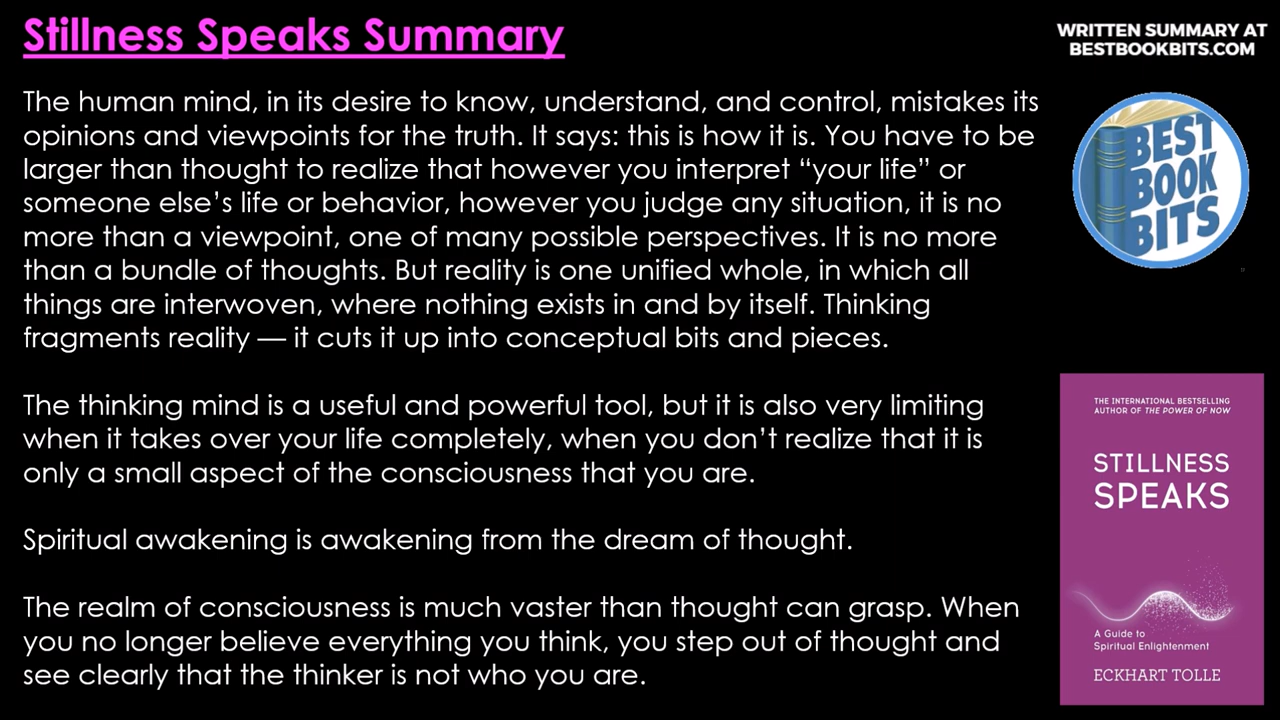 Stillness Speaks Summary
WRITTEN SUMMARY AT
BESTBOOKBITS.COM
The human mind, in its desire to know, understand, and control, mistakes its
opinions and viewpoints for the truth. It says: this is how it is. You have to be
larger than thought to realize that however you interpret “your life” or
someone else’s life or behavior, however you judge any situation, it is no
more than a viewpoint, one of many possible perspectives. It is no more
than a bundle of thoughts. But reality is one unified whole, in which all
things are interwoven, where nothing exists in and by itself. Thinking
fragments reality — it cuts it up into conceptual bits and pieces.
The thinking mind is a useful and powerful tool, but it is also very limiting
when it takes over your life completely, when you don’t realize that it is
only a small aspect of the consciousness that you are.
Spiritual awakening is awakening from the dream of thought.
The realm of consciousness is much vaster than thought can grasp. When
you no longer believe everything you think, you step out of thought and
see clearly that the thinker is not who you are.
BEST
BOOK
BITS
THE INTERNATIONAL BESTSELLING
AUTHOR OF THE POWER OF NOW
STILLNESS
SPEAKS
A Guide to
Spiritual Enlightenment
ECKHART TOLLE